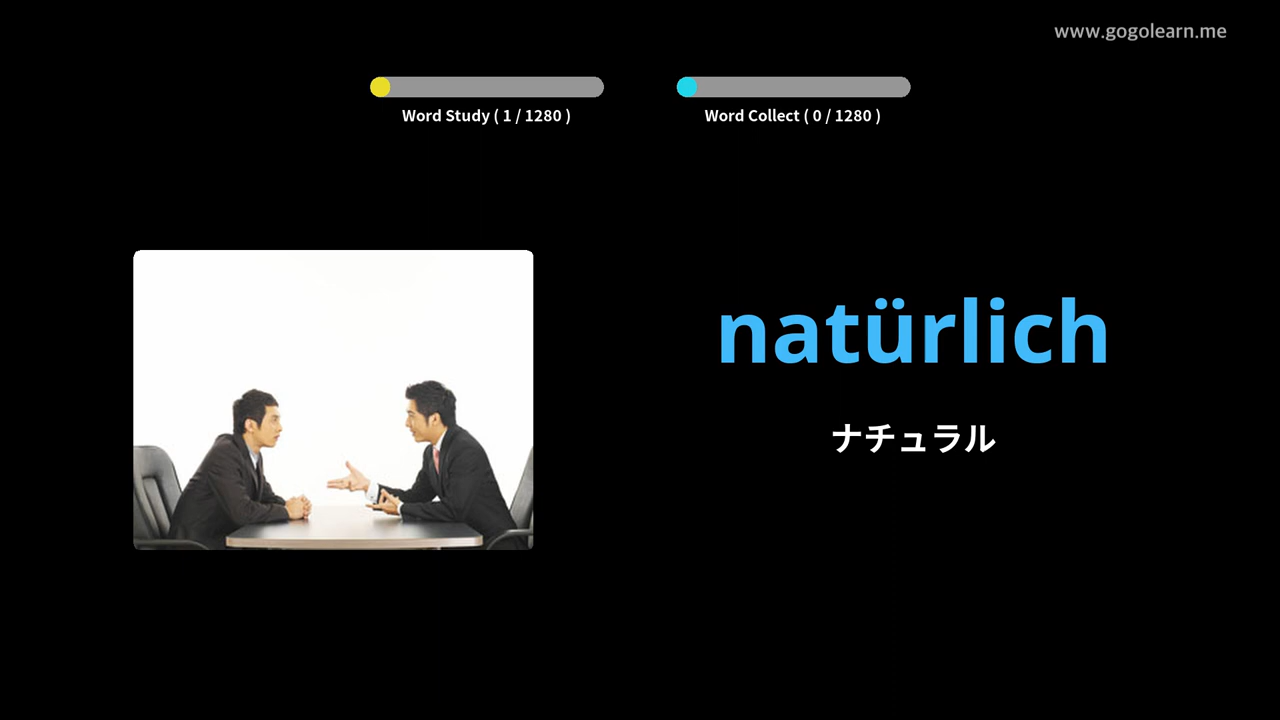 www.gogolearn.me
Word Study ( 1 / 1280 )
Word Collect ( 0 / 1280 )
natürlich
ナチュラル